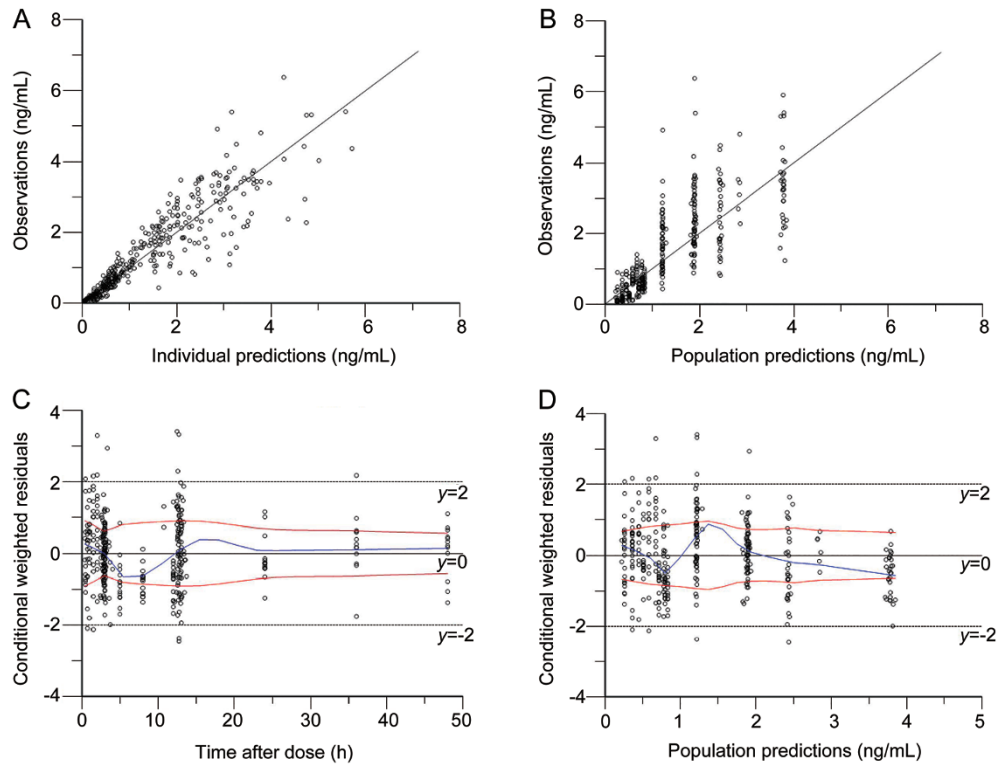 A
Observations (ng/mL)
8
6
4
2
0
0 2 4 6 8
Individual predictions (ng/mL)
B
Observations (ng/mL)
8
6
4
2
0
0 2 4 6 8
Population predictions (ng/mL)
C
Conditional weighted residuals
4
2
0
-2
-4
y=2
y=0
y=-2
0 10 20 30 40 50
Time after dose (h)
D
Conditional weighted residuals
4
2
0
-2
-4
y=2
y=0
y=-2
0 1 2 3 4 5
Population predictions (ng/mL)